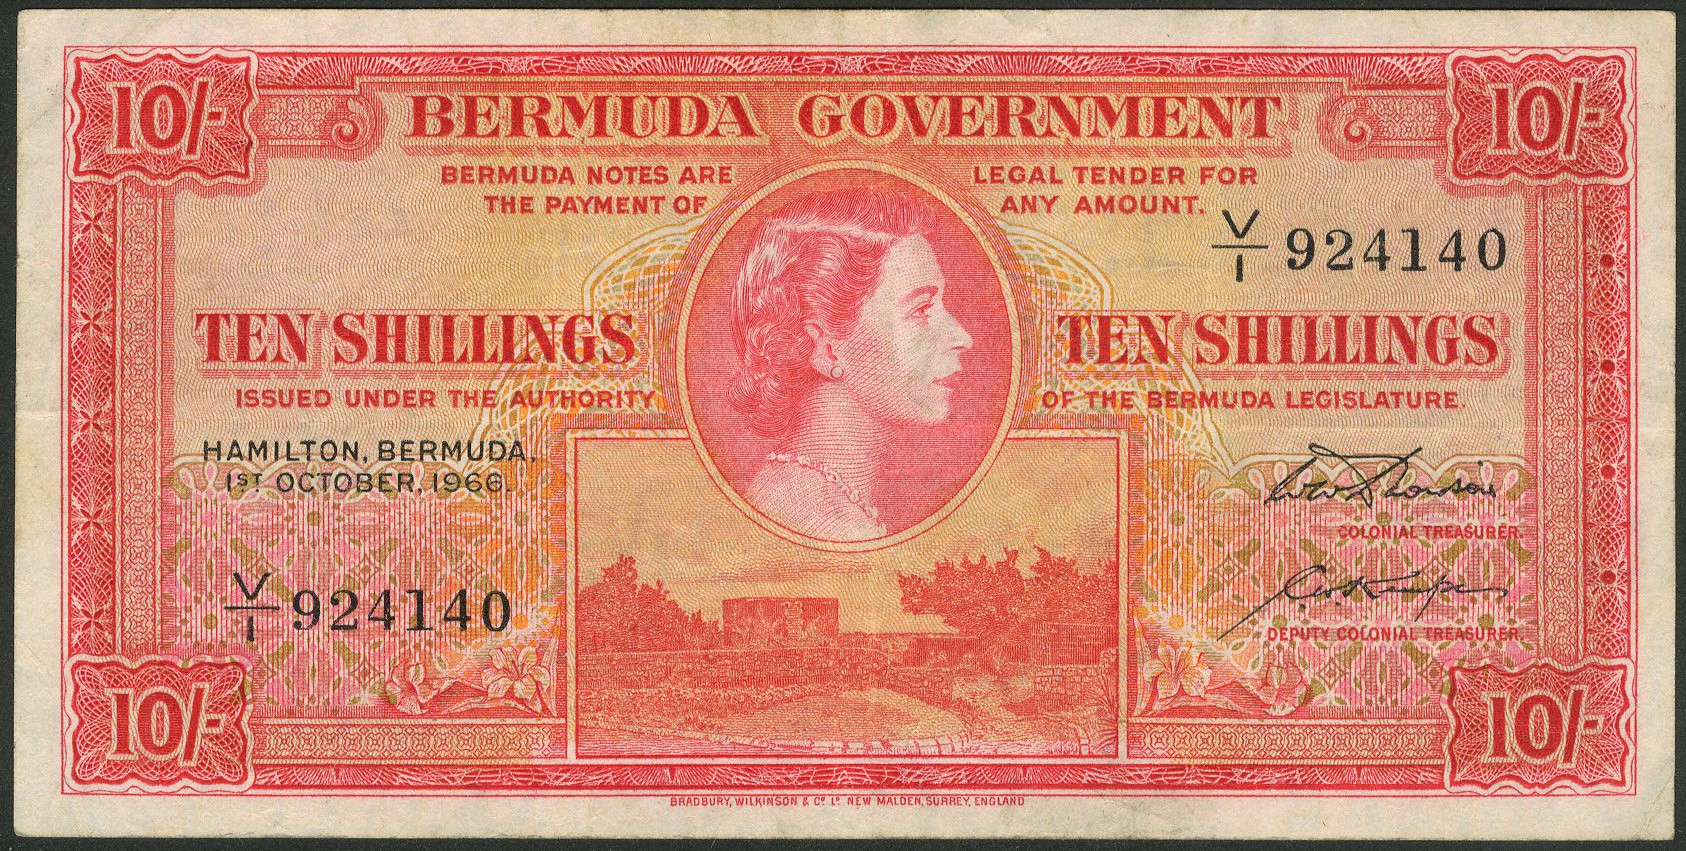 10/- BERMUDA GOVERNMENT 10/-
BERMUDA NOTES ARE LEGAL TENDER FOR
THE PAYMENT OF ANY AMOUNT.
V/1 924140
TEN SHILLINGS TEN SHILLINGS
ISSUED UNDER THE AUTHORITY OF THE BERMUDA LEGISLATURE.
HAMILTON, BERMUDA.
1ST OCTOBER, 1966.
COLONIAL TREASURER.
V/1 924140
DEPUTY COLONIAL TREASURER.
10/- 10/-
BRADBURY, WILKINSON & Co. Ld. NEW MALDEN, SURREY, ENGLAND